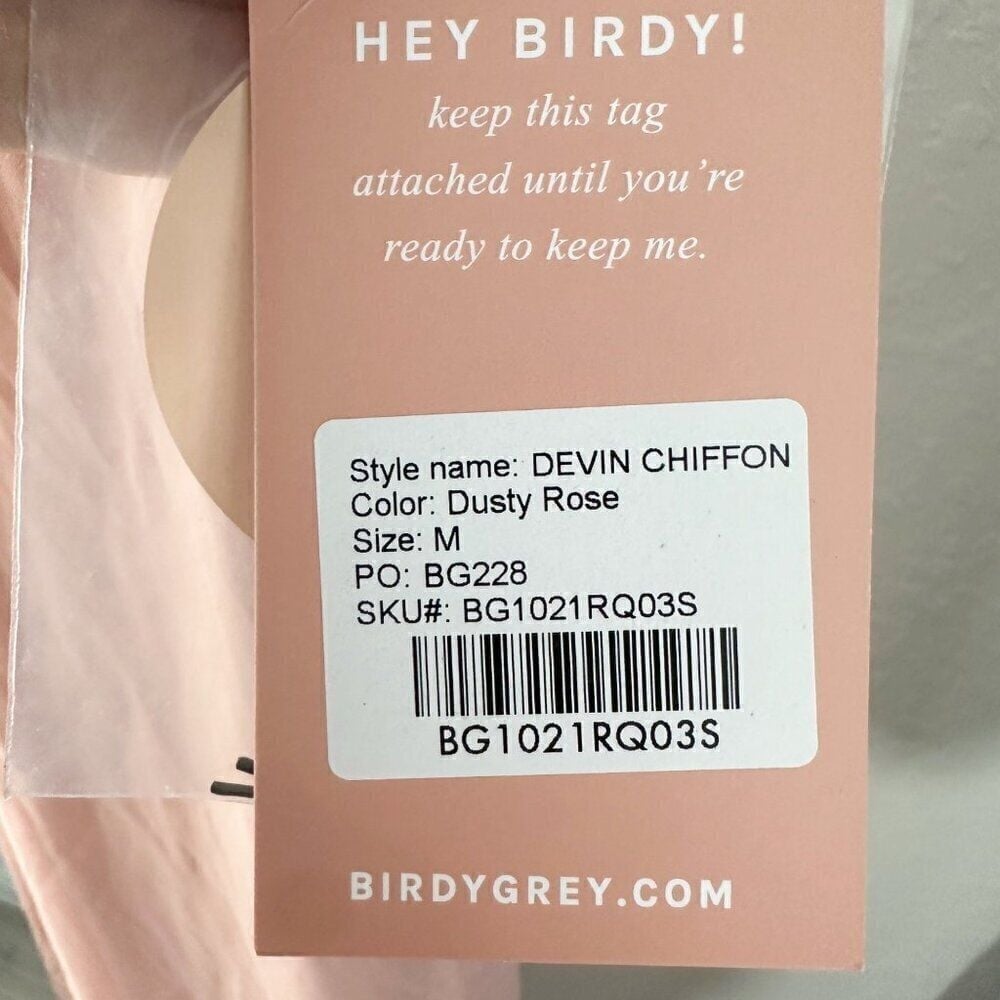 HEY BIRDY!
keep this tag
attached until you're
ready to keep me.
Style name: DEVIN CHIFFON
Color: Dusty Rose
Size: M
PO: BG228
SKU#: BG1021RQ03S
BG1021RQ03S
BIRDYGREY.COM